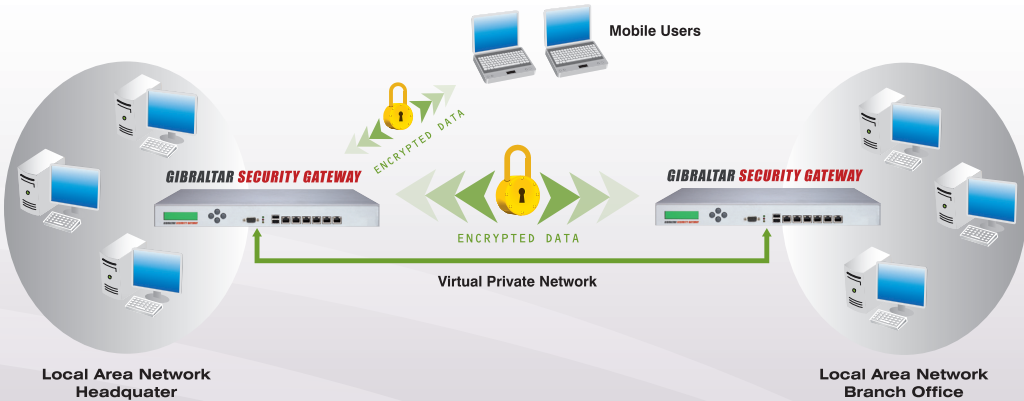 Mobile Users
ENCRYPTED DATA
GIBRALTAR SECURITY GATEWAY
GIBRALTAR SECURITY GATEWAY
ENCRYPTED DATA
Virtual Private Network
Local Area Network
Headquater
Local Area Network
Branch Office